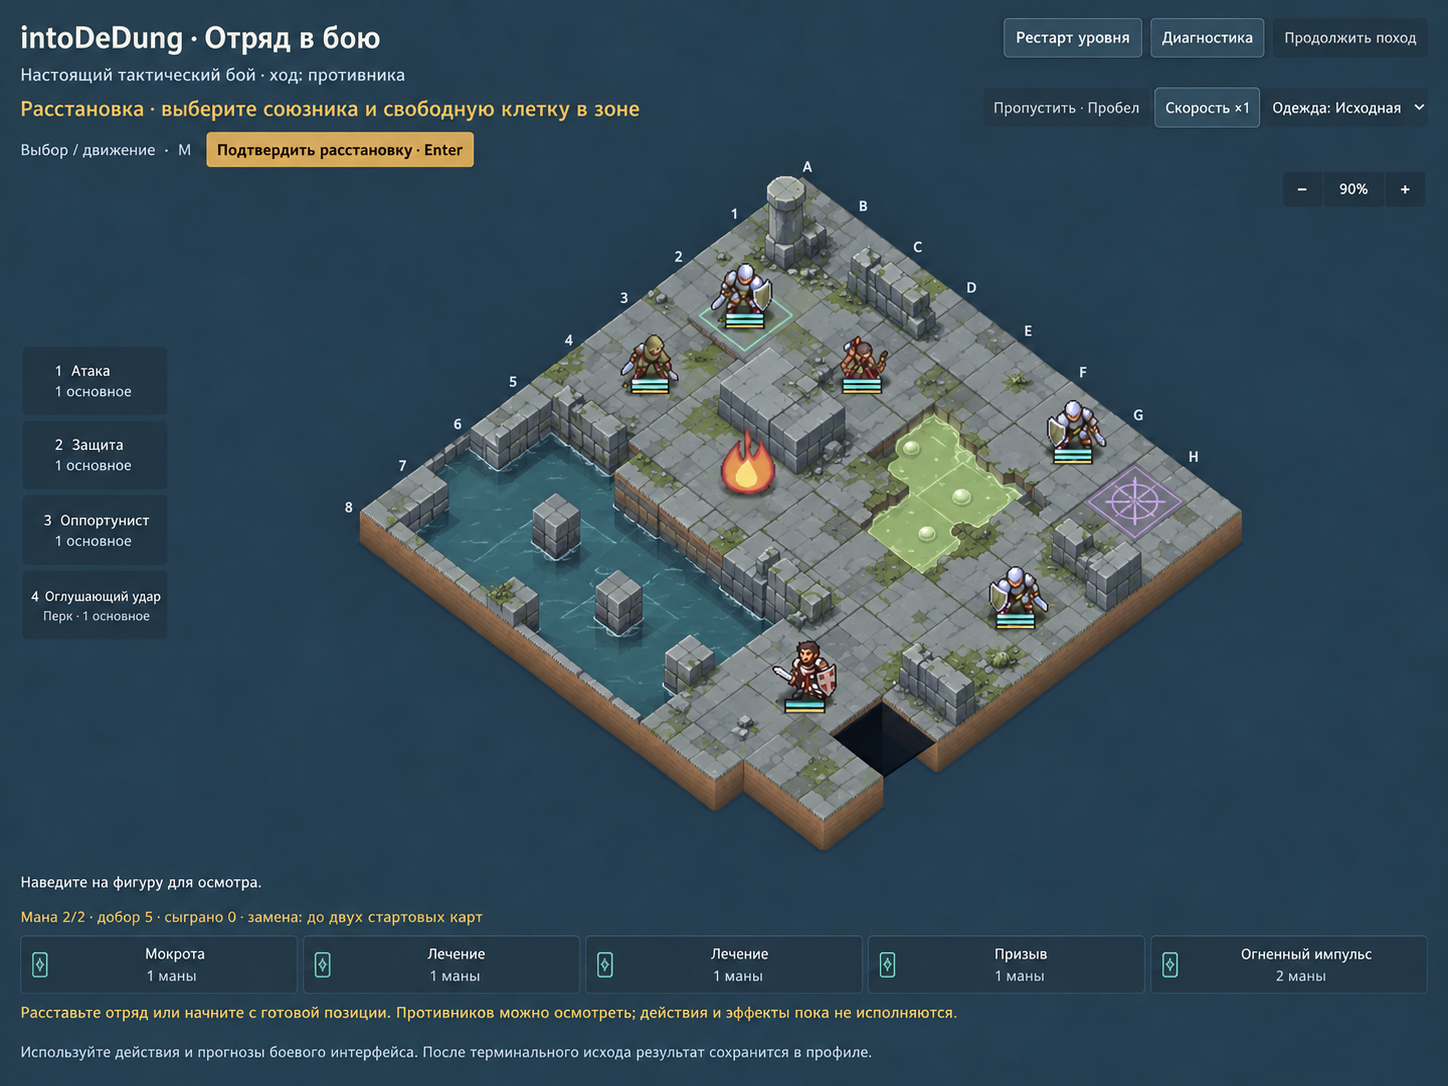 intoDeDung · Отряд в бою
Рестарт уровня
Диагностика
Продолжить поход
Настоящий тактический бой · ход: противника
Расстановка · выберите союзника и свободную клетку в зоне
Пропустить · Пробел
Скорость ×1
Одежда: Исходная
Выбор / движение · М
Подтвердить расстановку · Enter
−
90%
+
A
B
C
D
E
F
G
H
1
2
3
4
5
6
7
8
1 Атака
1 основное
2 Защита
1 основное
3 Оппортунист
1 основное
4 Оглушающий удар
Перк · 1 основное
Наведите на фигуру для осмотра.
Мана 2/2 · добор 5 · сыграно 0 · замена: до двух стартовых карт
Мокрота
1 маны
Лечение
1 маны
Лечение
1 маны
Призыв
1 маны
Огненный импульс
2 маны
Расставьте отряд или начните с готовой позиции. Противников можно осмотреть; действия и эффекты пока не исполняются.
Используйте действия и прогнозы боевого интерфейса. После терминального исхода результат сохранится в профиле.